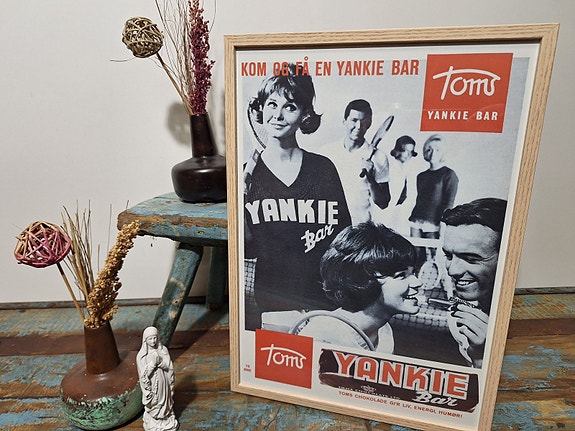 KOM OG FÅ EN YANKIE BAR
Toms
YANKIE BAR
YANKIE
Bar
Toms
YANKIE
Bar
TOMS CHOKOLADE GI'R LIV, ENERGI, HUMØR!